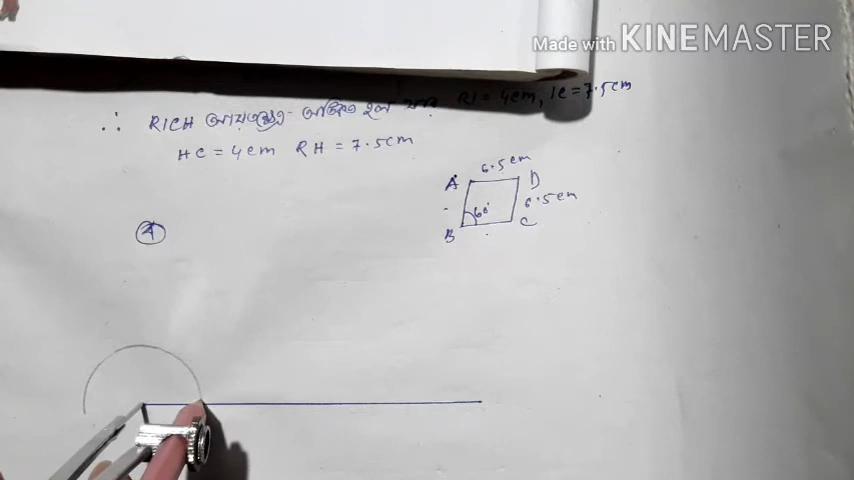 Made with KINEMASTER
∴ RICH আয়তক্ষেত্র অঙ্কিত হল যার RI = 4cm, IC = 7.5cm
HC = 4cm RH = 7.5cm
6.5cm
A D
6.5cm
60°
B C
4